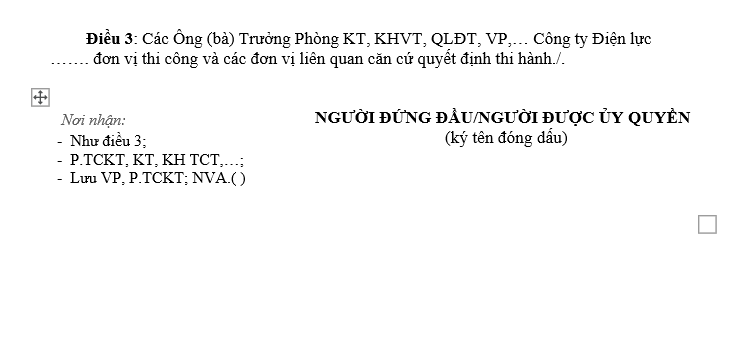 Điều 3: Các Ông (bà) Trưởng Phòng KT, KHVT, QLĐT, VP,... Công ty Điện lực
....... đơn vị thi công và các đơn vị liên quan căn cứ quyết định thi hành./.
Nơi nhận:
- Như điều 3;
- P.TCKT, KT, KH TCT,...;
- Lưu VP, P.TCKT; NVA.( )
NGƯỜI ĐỨNG ĐẦU/NGƯỜI ĐƯỢC ỦY QUYỀN
(ký tên đóng dấu)